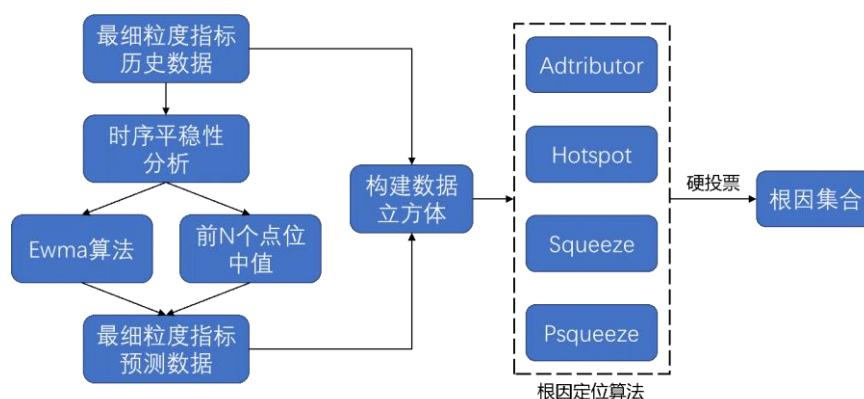 最细粒度指标
历史数据
时序平稳性
分析
Ewma算法
前N个点位
中值
最细粒度指标
预测数据
构建数据
立方体
Adtributor
Hotspot
Squeeze
Psqueeze
根因定位算法
硬投票
根因集合